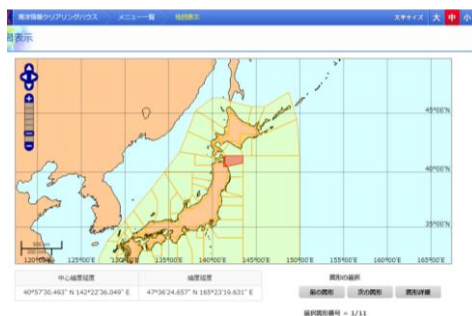 海洋情報クリアリングハウス メニュー一覧 地図表示
文字サイズ 大 中 小
図表示
45°00'N
40°00'N
35°00'N
120°00'E 125°00'E 130°00'E 135°00'E 140°00'E 145°00'E 150°00'E 155°00'E 160°00'E 165°00'E
中心緯度経度 緯度経度 図形の選択
40°57'30.493" N 142°22'36.049" E 47°36'24.657" N 165°23'19.631" E 前の図形 次の図形 図形詳細
選択図形番号 = 1/11